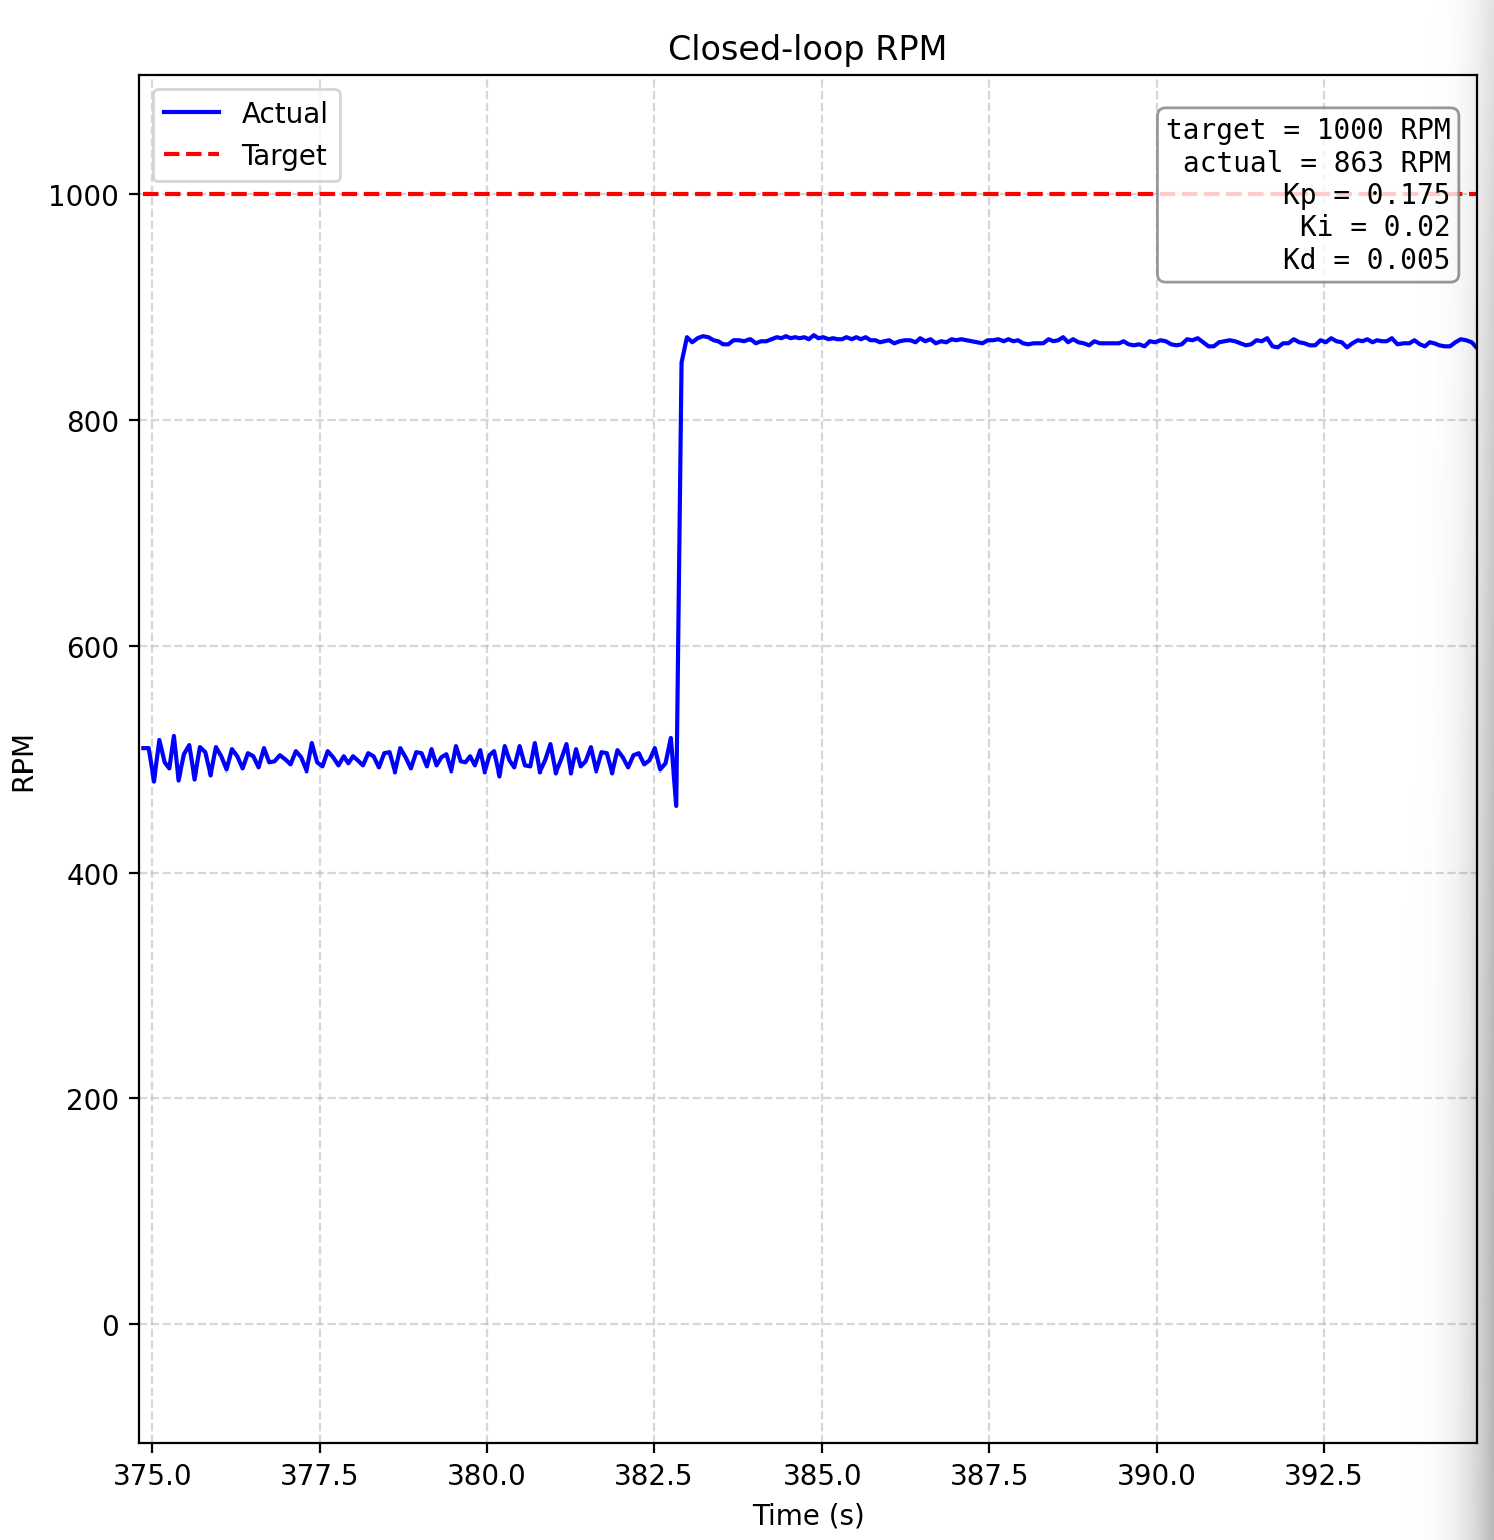 Closed-loop RPM
Actual
Target
target = 1000 RPM
actual = 863 RPM
Kp = 0.175
Ki = 0.02
Kd = 0.005
1000
800
600
400
200
0
RPM
375.0 377.5 380.0 382.5 385.0 387.5 390.0 392.5
Time (s)